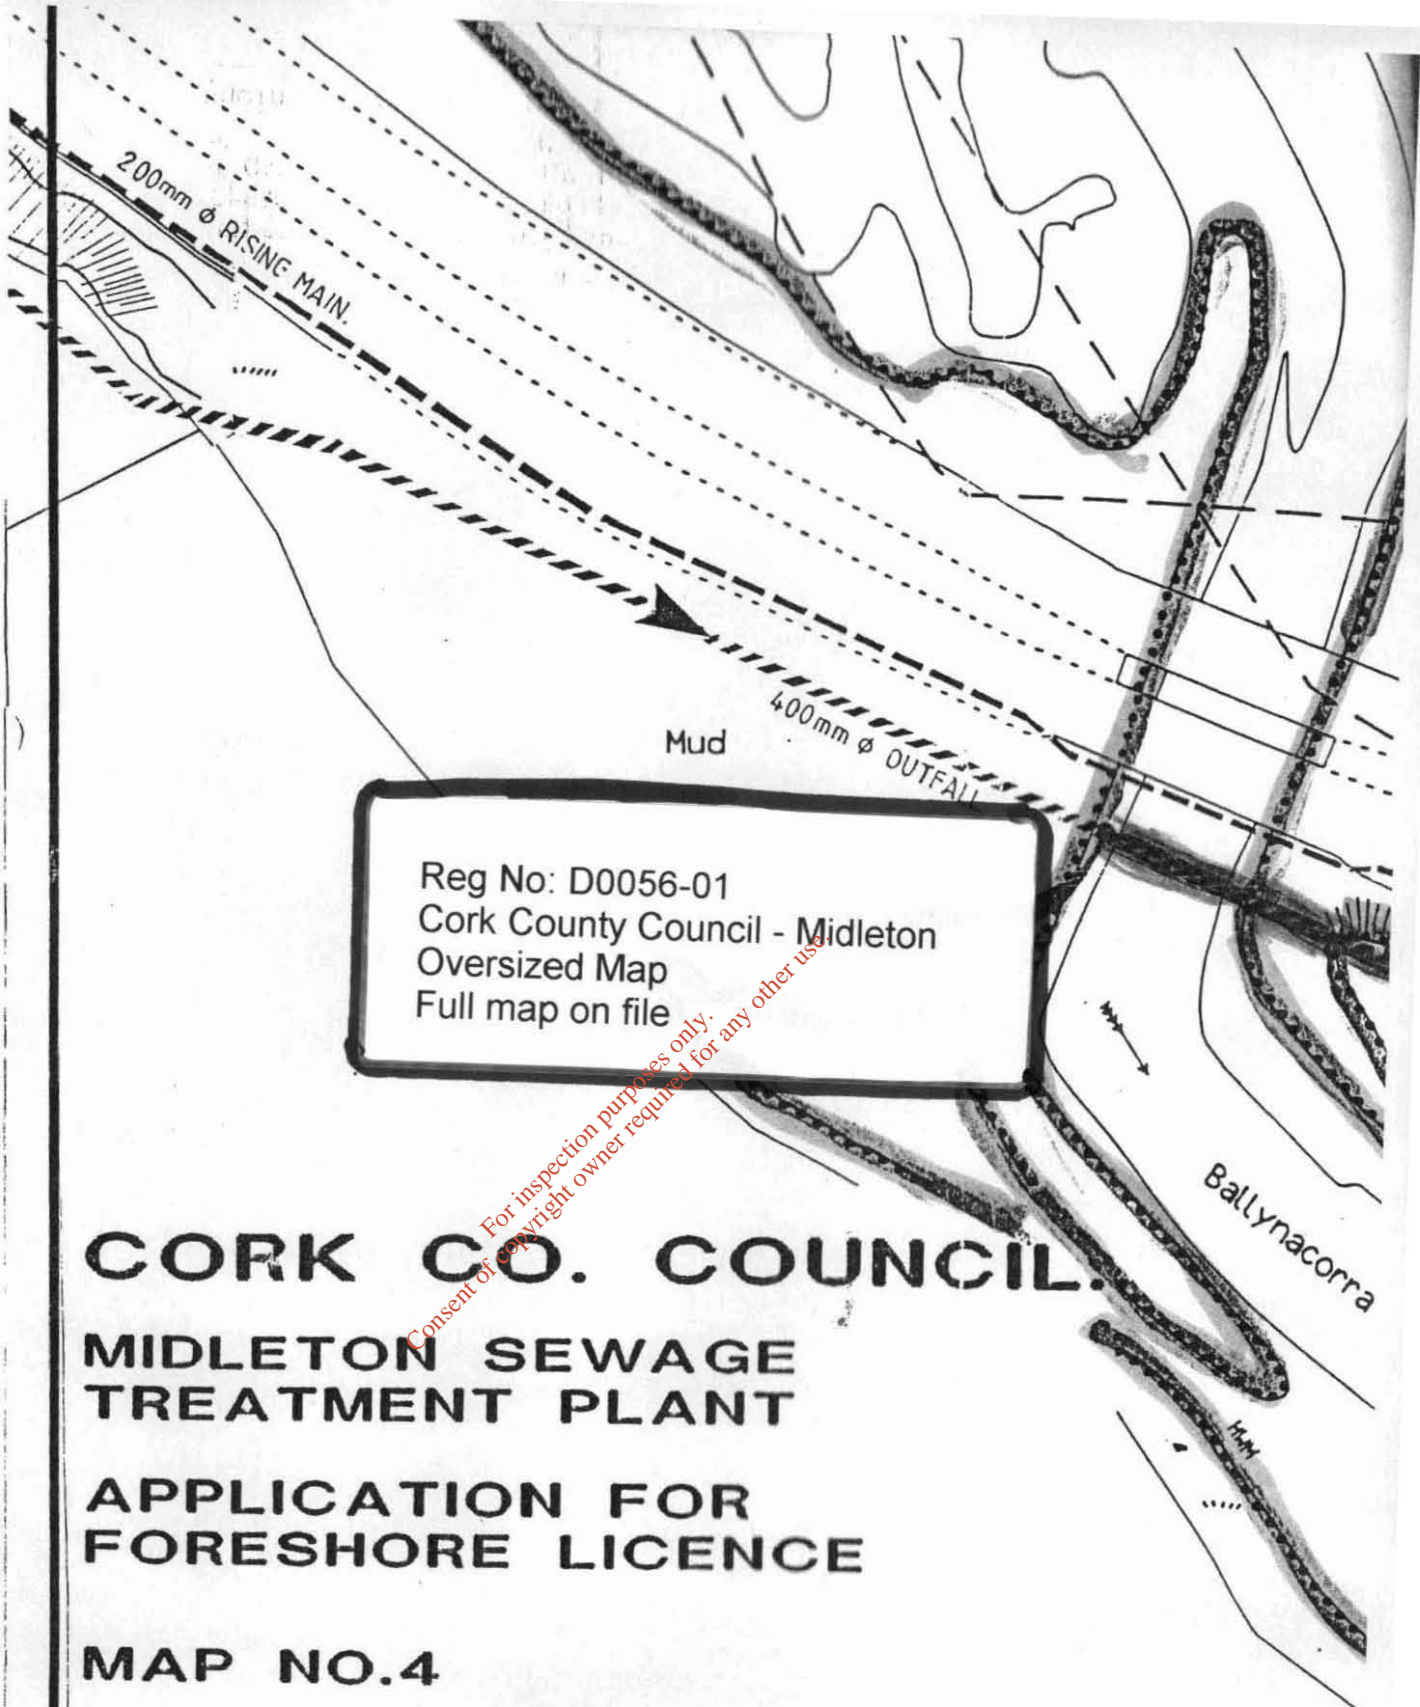 200mm ø RISING MAIN.
Mud
400mm ø OUTFALL
Reg No: D0056-01
Cork County Council - Midleton
Oversized Map
Full map on file
For inspection purposes only.
Consent of copyright owner required for any other use.
Ballynacorra
CORK CO. COUNCIL.
MIDLETON SEWAGE
TREATMENT PLANT
HWM
APPLICATION FOR
FORESHORE LICENCE
MAP NO.4